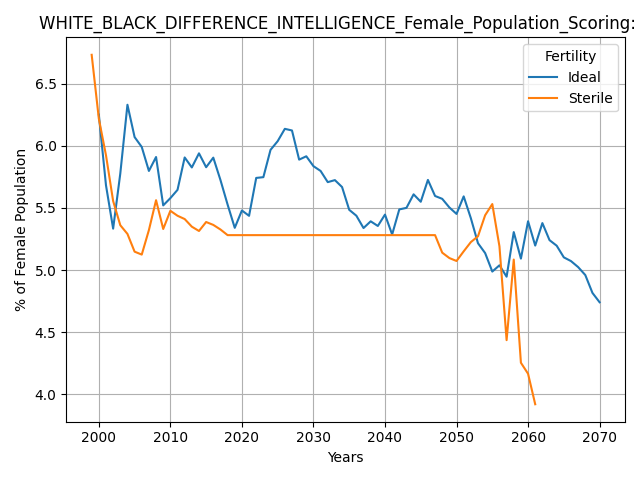 WHITE_BLACK_DIFFERENCE_INTELLIGENCE_Female_Population_Scoring:
Fertility
Ideal
Sterile
% of Female Population
6.5
6.0
5.5
5.0
4.5
4.0
2000 2010 2020 2030 2040 2050 2060 2070
Years